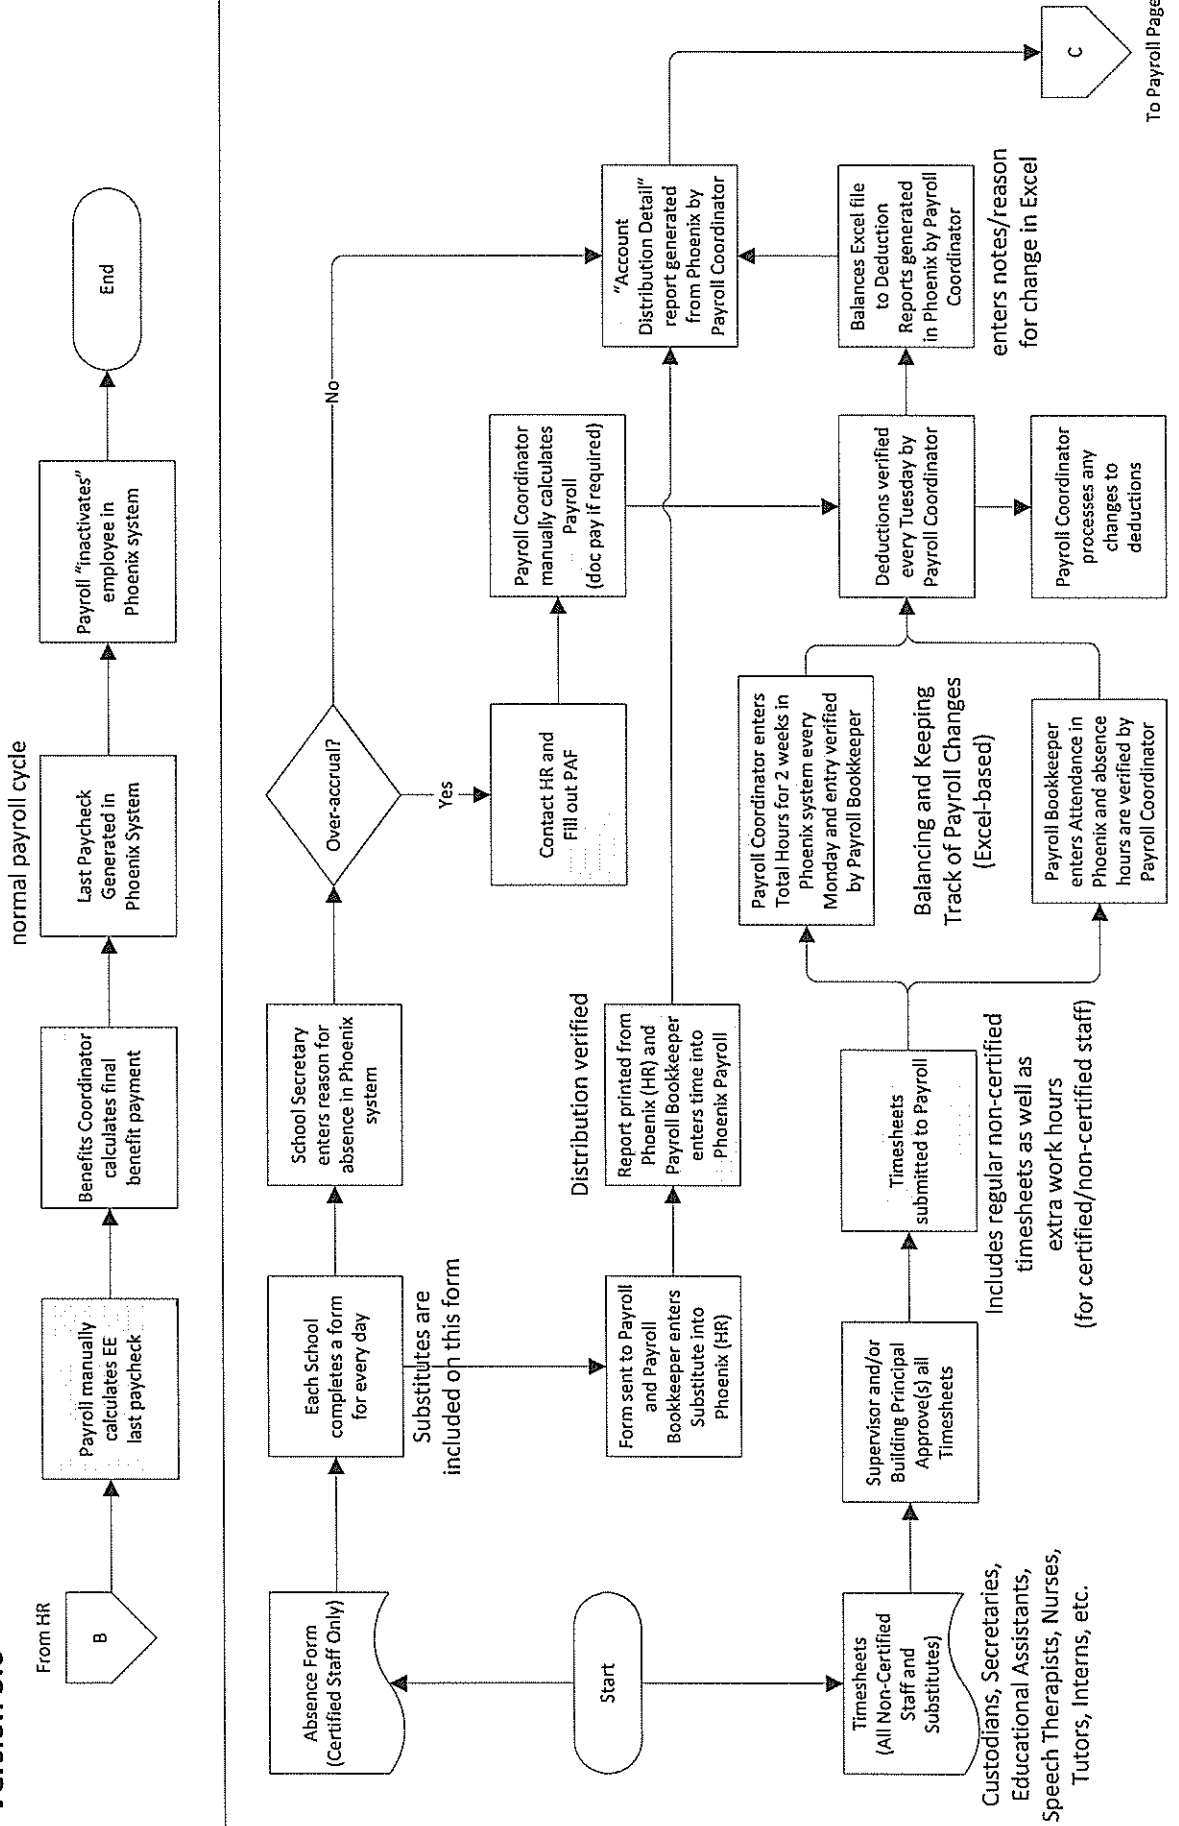 From HR
B
Payroll manually
calculates EE
last paycheck
Benefits Coordinator
calculates final
benefit payment
normal payroll cycle
Last Paycheck
Generated in
Phoenix System
Payroll "inactivates"
employee in
Phoenix system
End
Absence Form
(Certified Staff Only)
Each School
completes a form
for every day
Substitutes are
included on this form
School Secretary
enters reason for
absence in Phoenix
system
Over-accrual?
No
Yes
Contact HR and
Fill out PAF
Payroll Coordinator
manually calculates
Payroll
(doc pay if required)
"Account
Distribution Detail"
report generated
from Phoenix by
Payroll Coordinator
Start
Form sent to Payroll
and Payroll
Bookkeeper enters
Substitute into
Phoenix (HR)
Distribution verified
Report printed from
Phoenix (HR) and
Payroll Bookkeeper
enters time into
Phoenix Payroll
Timesheets
(All Non-Certified
Staff and
Substitutes)
Custodians, Secretaries,
Educational Assistants,
Speech Therapists, Nurses,
Tutors, Interns, etc.
Supervisor and/or
Building Principal
Approve(s) all
Timesheets
Timesheets
submitted to Payroll
Includes regular non-certified
timesheets as well as
extra work hours
(for certified/non-certified staff)
Payroll Coordinator enters
Total Hours for 2 weeks in
Phoenix system every
Monday and entry verified
by Payroll Bookkeeper
Balancing and Keeping
Track of Payroll Changes
(Excel-based)
Payroll Bookkeeper
enters Attendance in
Phoenix and absence
hours are verified by
Payroll Coordinator
Deductions verified
every Tuesday by
Payroll Coordinator
Payroll Coordinator
processes any
changes to
deductions
Balances Excel file
to Deduction
Reports generated
in Phoenix by Payroll
Coordinator
enters notes/reason
for change in Excel
C
To Payroll Page